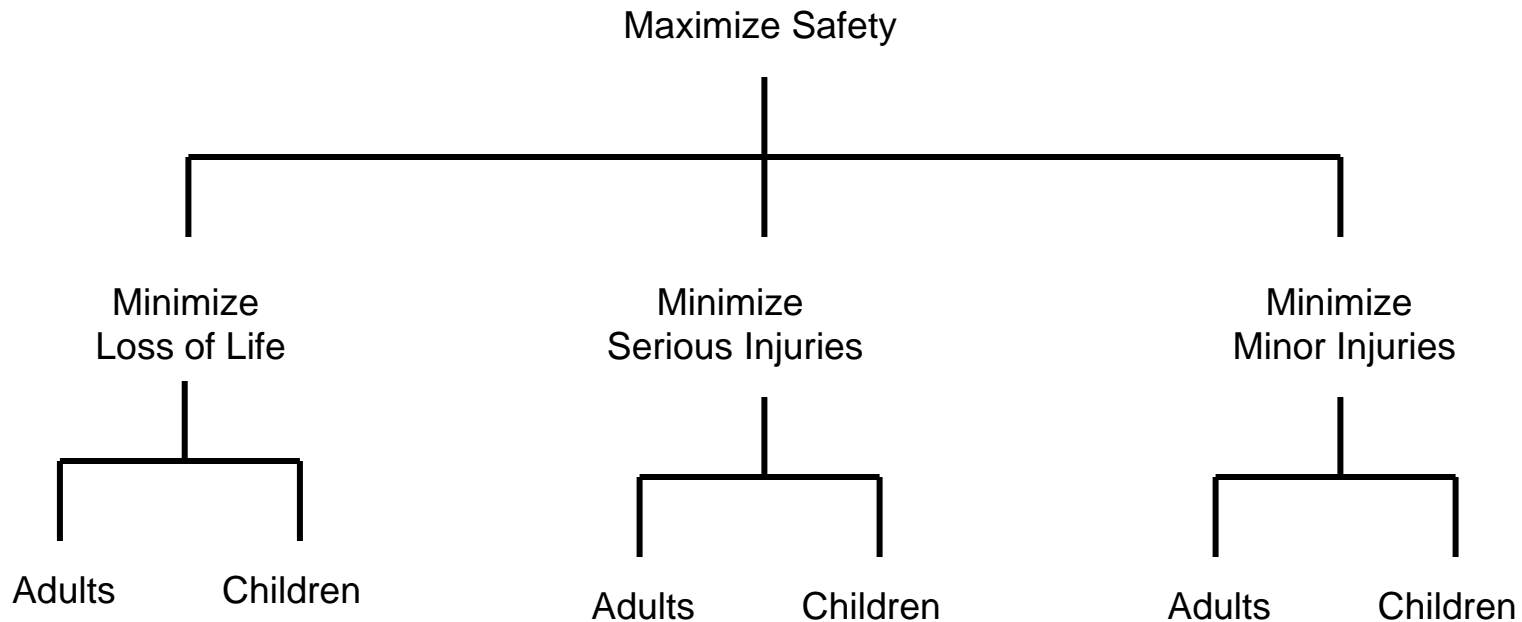 Maximize Safety
Minimize
Loss of Life
Minimize
Serious Injuries
Minimize
Minor Injuries
Adults
Children
Adults
Children
Adults
Children